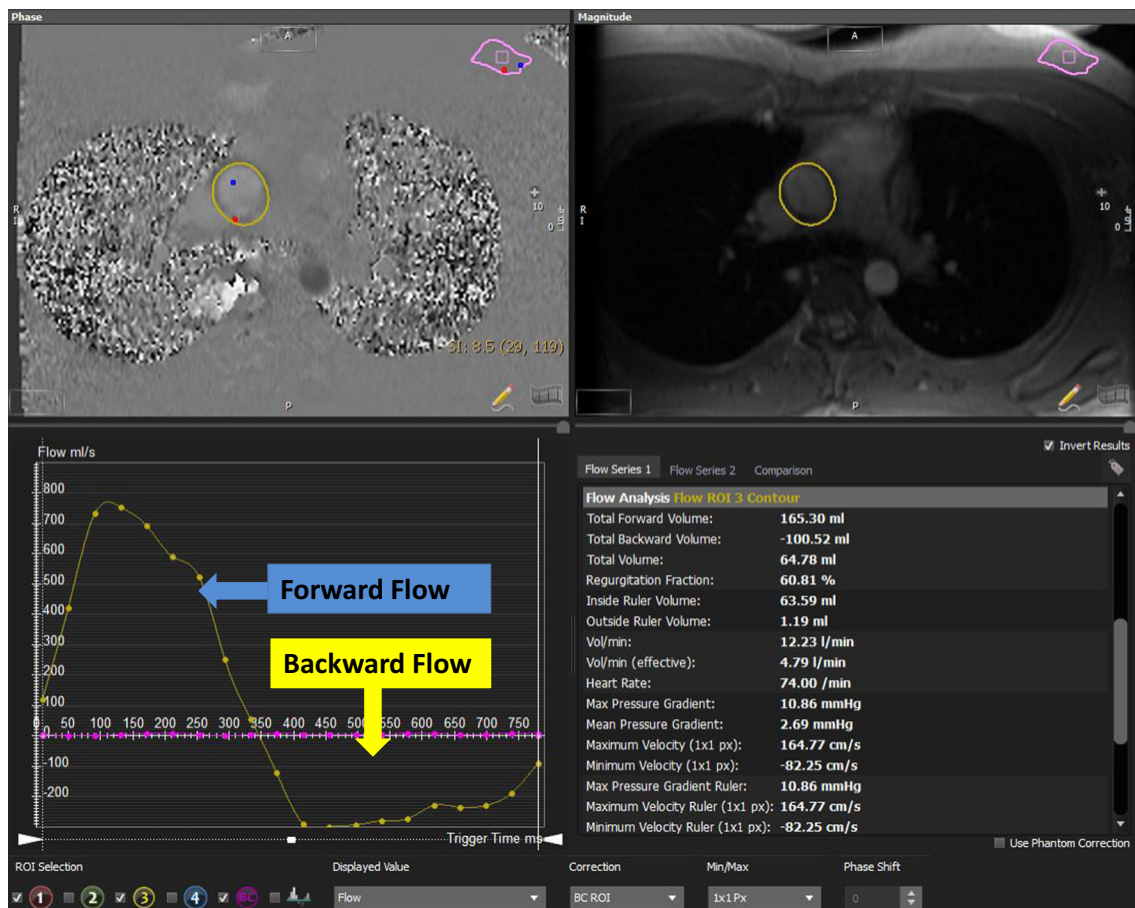 Phase
Magnitude
A
A
R
I
10
0
SI: 8.5 (29, 119)
P
R
I
10
0
P
Invert Results
Flow ml/s
800
700
600
500
400
300
200
100
0
-100
-200
0 50 100 150 200 250 300 350 400 450 500 550 600 650 700 750
Trigger Time ms
Forward Flow
Backward Flow
Flow Series 1 Flow Series 2 Comparison
Flow Analysis Flow ROI 3 Contour
Total Forward Volume: 165.30 ml
Total Backward Volume: -100.52 ml
Total Volume: 64.78 ml
Regurgitation Fraction: 60.81 %
Inside Ruler Volume: 63.59 ml
Outside Ruler Volume: 1.19 ml
Vol/min: 12.23 l/min
Vol/min (effective): 4.79 l/min
Heart Rate: 74.00 /min
Max Pressure Gradient: 10.86 mmHg
Mean Pressure Gradient: 2.69 mmHg
Maximum Velocity (1x1 px): 164.77 cm/s
Minimum Velocity (1x1 px): -82.25 cm/s
Max Pressure Gradient Ruler: 10.86 mmHg
Maximum Velocity Ruler (1x1 px): 164.77 cm/s
Minimum Velocity Ruler (1x1 px): -82.25 cm/s
Use Phantom Correction
ROI Selection Displayed Value Correction Min/Max Phase Shift
1 2 3 4 BC Flow BC ROI 1x1 Px 0